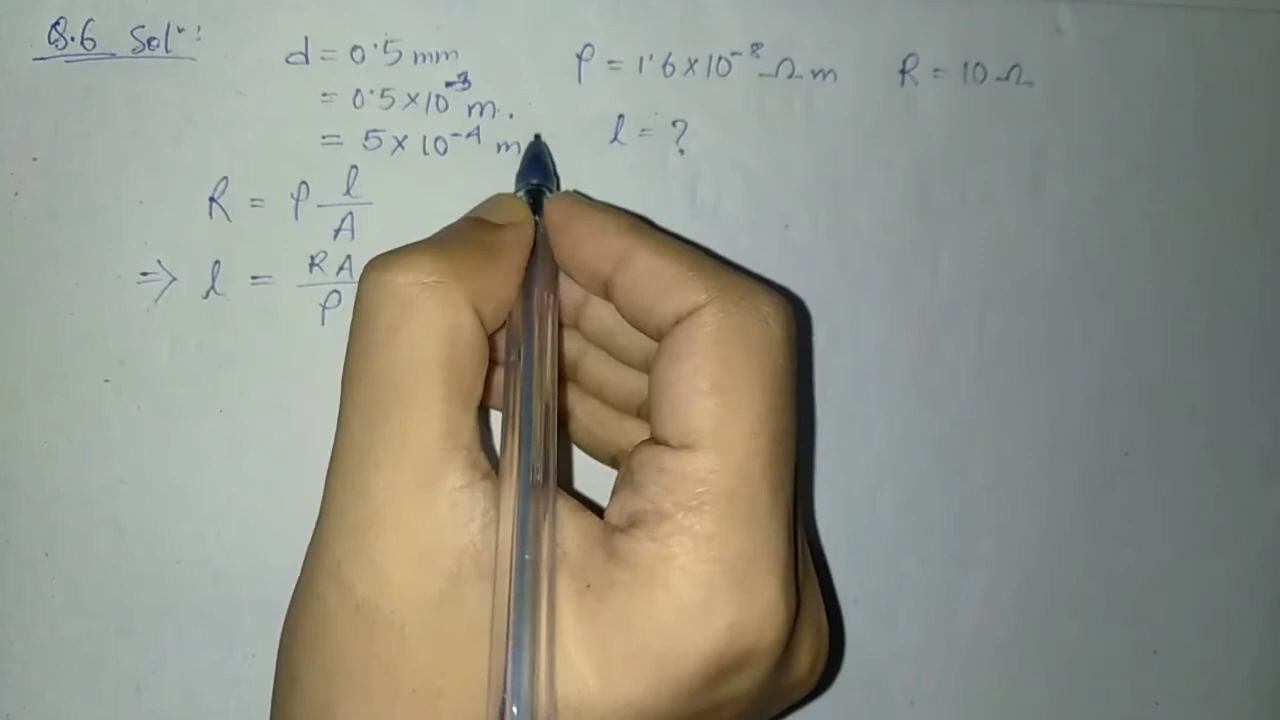 Q.6 Solⁿ:
d = 0.5 mm
= 0.5 × 10⁻³ m.
= 5 × 10⁻⁴ m
ρ = 1.6 × 10⁻⁸ Ω m
R = 10 Ω
l = ?
R = ρ l/A
⇒ l = RA/ρ